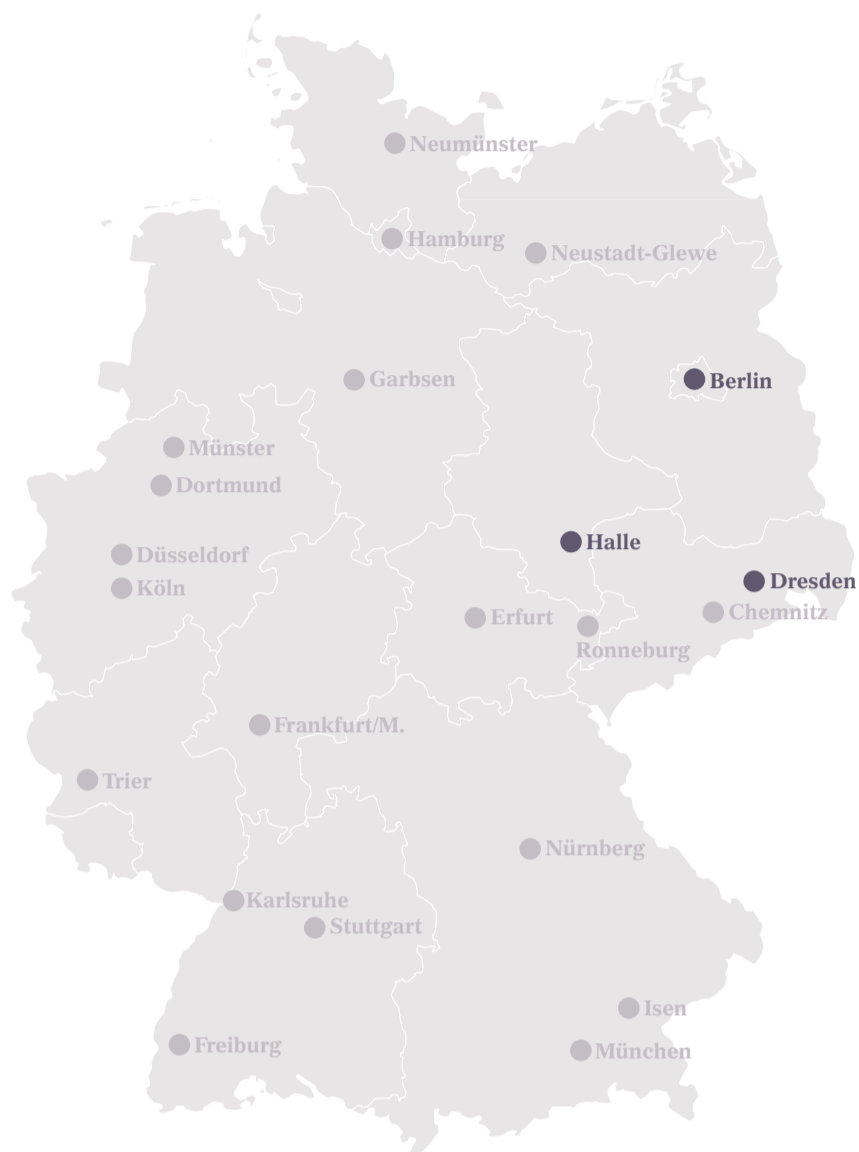 Neumünster
Hamburg
Neustadt-Glewe
Garbsen
Berlin
Münster
Dortmund
Halle
Düsseldorf
Dresden
Köln
Chemnitz
Erfurt
Ronneburg
Frankfurt/M.
Trier
Nürnberg
Karlsruhe
Stuttgart
Isen
Freiburg
München